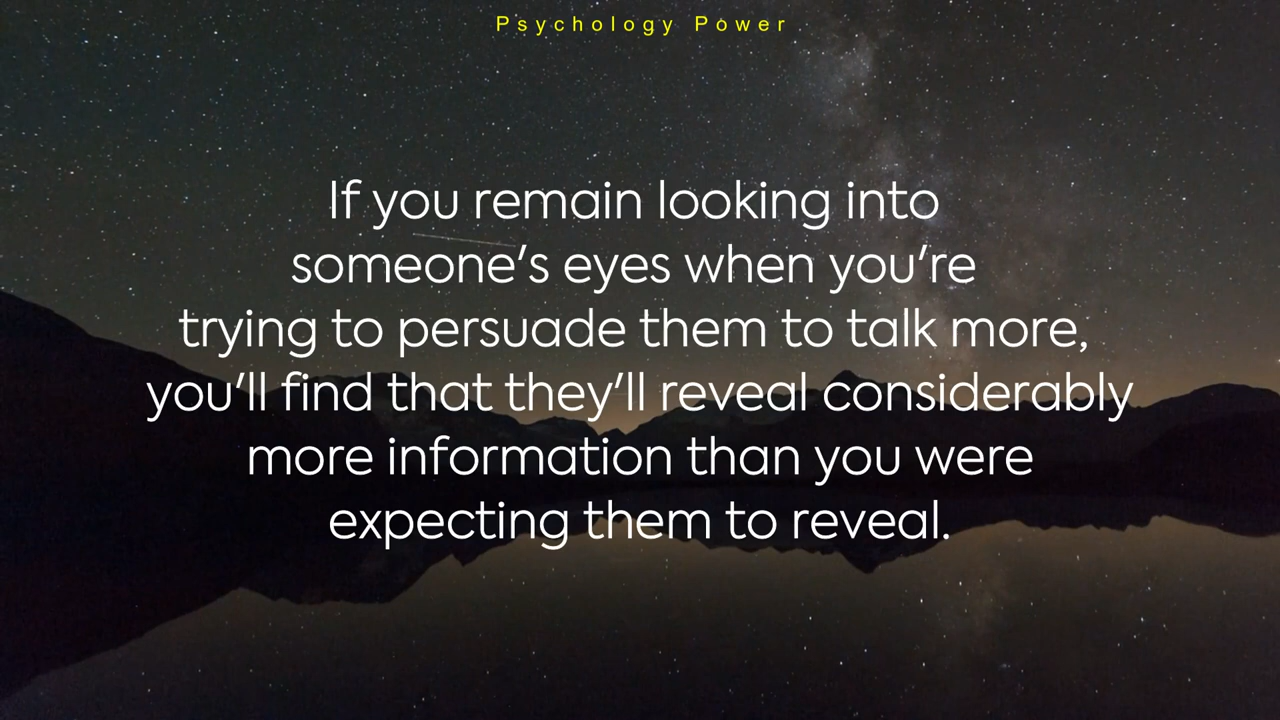 Psychology Power
If you remain looking into
someone's eyes when you're
trying to persuade them to talk more,
you'll find that they'll reveal considerably
more information than you were
expecting them to reveal.